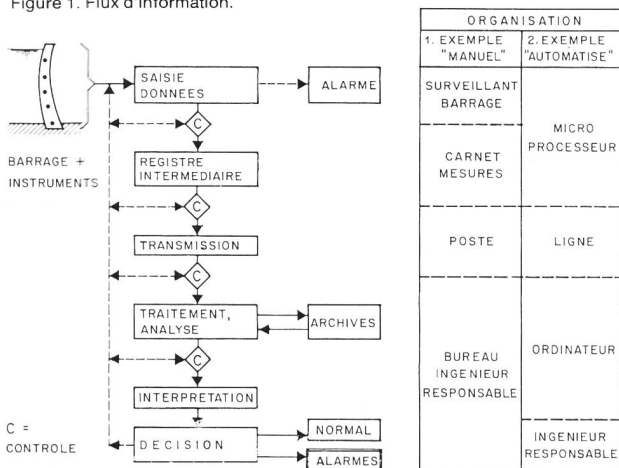 Figure 1. Flux d'information.
BARRAGE +
INSTRUMENTS
SAISIE
DONNEES
ALARME
C
REGISTRE
INTERMEDIAIRE
C
TRANSMISSION
C
TRAITEMENT,
ANALYSE
ARCHIVES
C
INTERPRETATION
DECISION
NORMAL
ALARMES
C =
CONTROLE
ORGANISATION
1. EXEMPLE
"MANUEL"
2. EXEMPLE
"AUTOMATISE"
SURVEILLANT
BARRAGE
CARNET
MESURES
MICRO
PROCESSEUR
POSTE
LIGNE
BUREAU
INGENIEUR
RESPONSABLE
ORDINATEUR
INGENIEUR
RESPONSABLE